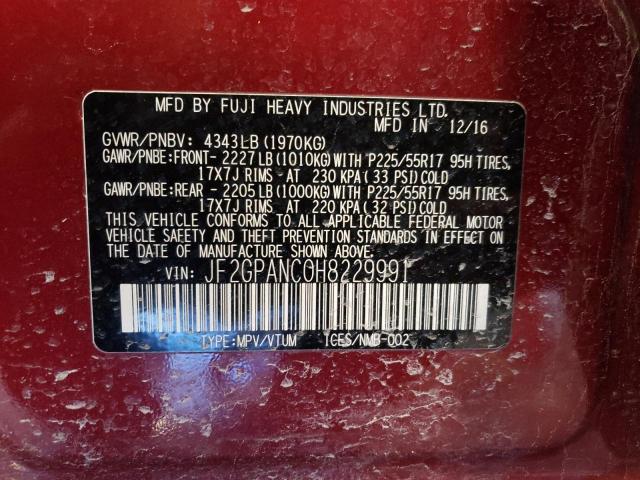 MFD BY FUJI HEAVY INDUSTRIES LTD.
MFD IN 12/16
GVWR/PNBV: 4343LB (1970KG)
GAWR/PNBE:FRONT- 2227LB (1010KG) WITH P225/55R17 95H TIRES,
17X7J RIMS AT 230 KPA (33 PSI) COLD
GAWR/PNBE:REAR - 2205LB (1000KG) WITH P225/55R17 95H TIRES,
17X7J RIMS AT 220 KPA (32 PSI) COLD
THIS VEHICLE CONFORMS TO ALL APPLICABLE FEDERAL MOTOR
VEHICLE SAFETY AND THEFT PREVENTION STANDARDS IN EFFECT ON
THE DATE OF MANUFACTURE SHOWN ABOVE.
VIN: JF2GPANC0H8229991
TYPE:MPV/VTUM ICES/NMB-002